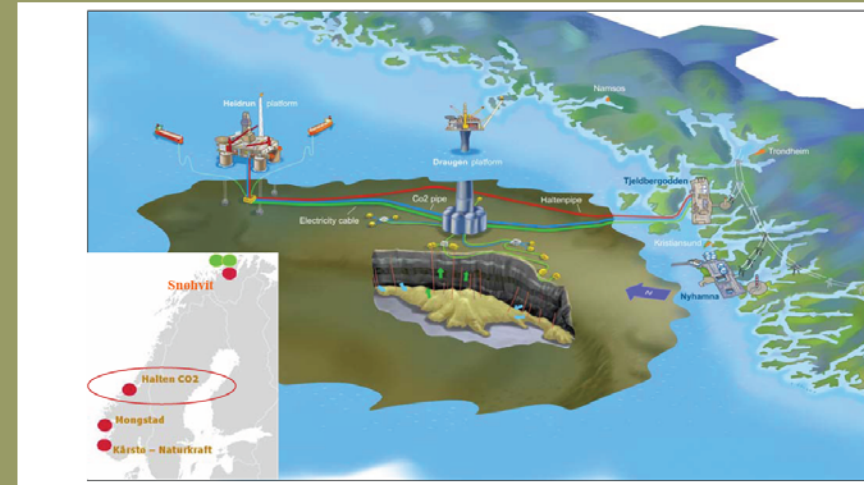 Namsos
Heidrun platform
Trondheim
Draugen platform
Tjeldbergodden
Co2 pipe
Haltenpipe
Electricity cable
Kristiansund
Snøhvit
Nyhamna
N
Halten CO2
Mongstad
Kårstø – Naturkraft